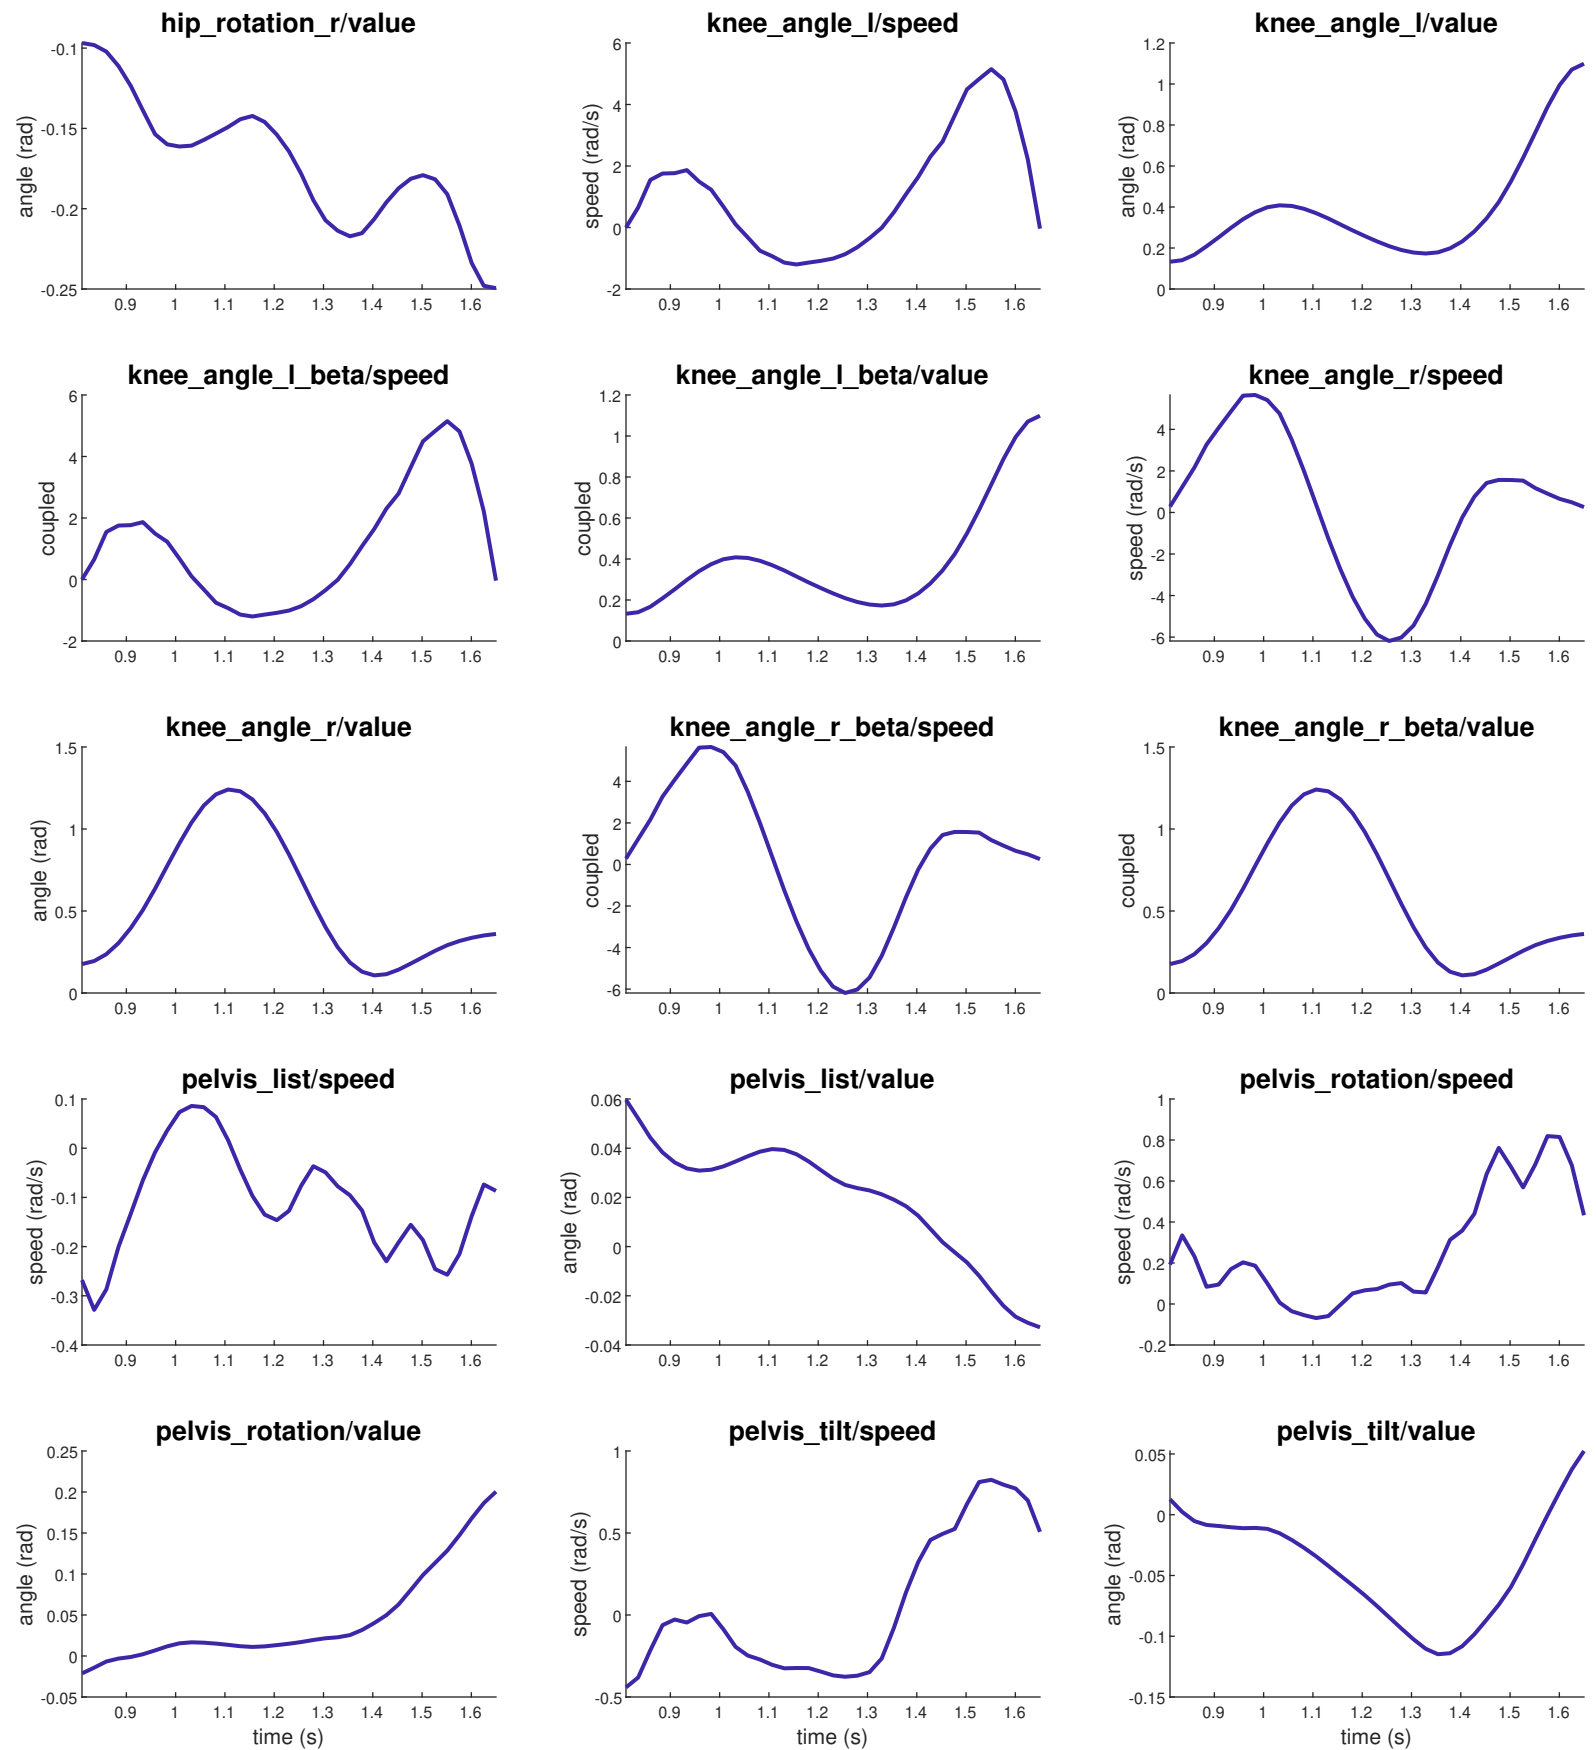 hip_rotation_r/value
knee_angle_l/speed
knee_angle_l/value
angle (rad)
-0.1
-0.15
-0.2
-0.25
0.9 1 1.1 1.2 1.3 1.4 1.5 1.6
speed (rad/s)
6
4
2
0
-2
0.9 1 1.1 1.2 1.3 1.4 1.5 1.6
angle (rad)
1.2
1
0.8
0.6
0.4
0.2
0
0.9 1 1.1 1.2 1.3 1.4 1.5 1.6
knee_angle_l_beta/speed
knee_angle_l_beta/value
knee_angle_r/speed
coupled
6
4
2
0
-2
0.9 1 1.1 1.2 1.3 1.4 1.5 1.6
coupled
1.2
1
0.8
0.6
0.4
0.2
0
0.9 1 1.1 1.2 1.3 1.4 1.5 1.6
speed (rad/s)
4
2
0
-2
-4
-6
0.9 1 1.1 1.2 1.3 1.4 1.5 1.6
knee_angle_r/value
knee_angle_r_beta/speed
knee_angle_r_beta/value
angle (rad)
1.5
1
0.5
0
0.9 1 1.1 1.2 1.3 1.4 1.5 1.6
coupled
4
2
0
-2
-4
-6
0.9 1 1.1 1.2 1.3 1.4 1.5 1.6
coupled
1.5
1
0.5
0
0.9 1 1.1 1.2 1.3 1.4 1.5 1.6
pelvis_list/speed
pelvis_list/value
pelvis_rotation/speed
speed (rad/s)
0.1
0
-0.1
-0.2
-0.3
-0.4
0.9 1 1.1 1.2 1.3 1.4 1.5 1.6
angle (rad)
0.06
0.04
0.02
0
-0.02
-0.04
0.9 1 1.1 1.2 1.3 1.4 1.5 1.6
speed (rad/s)
1
0.8
0.6
0.4
0.2
0
-0.2
0.9 1 1.1 1.2 1.3 1.4 1.5 1.6
pelvis_rotation/value
pelvis_tilt/speed
pelvis_tilt/value
angle (rad)
0.25
0.2
0.15
0.1
0.05
0
-0.05
0.9 1 1.1 1.2 1.3 1.4 1.5 1.6
time (s)
speed (rad/s)
1
0.5
0
-0.5
0.9 1 1.1 1.2 1.3 1.4 1.5 1.6
time (s)
angle (rad)
0.05
0
-0.05
-0.1
-0.15
0.9 1 1.1 1.2 1.3 1.4 1.5 1.6
time (s)